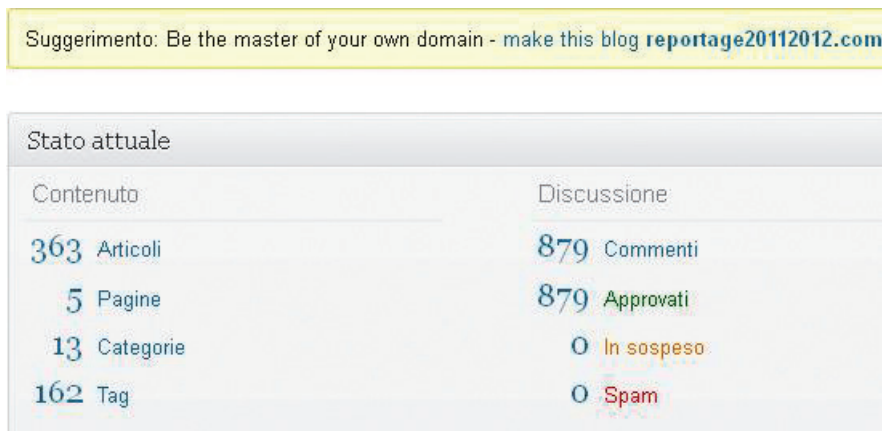 Suggerimento: Be the master of your own domain - make this blog reportage20112012.com
Stato attuale
Contenuto
363 Articoli
5 Pagine
13 Categorie
162 Tag
Discussione
879 Commenti
879 Approvati
0 In sospeso
0 Spam